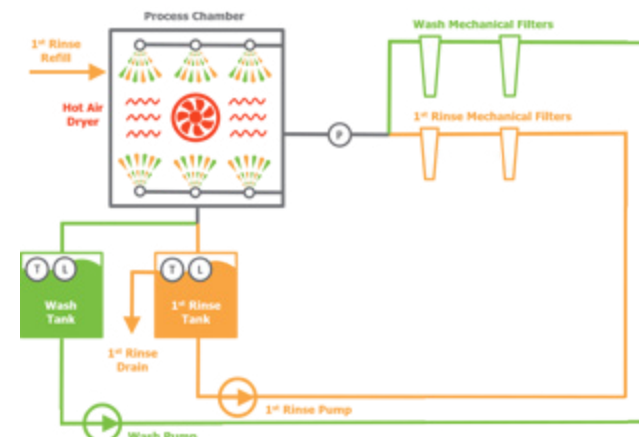 Process Chamber
1st Rinse
Refill
Hot Air
Dryer
Wash Mechanical Filters
1st Rinse Mechanical Filters
P
T L
Wash
Tank
T L
1st Rinse
Tank
1st Rinse
Drain
1st Rinse Pump
Wash Pump